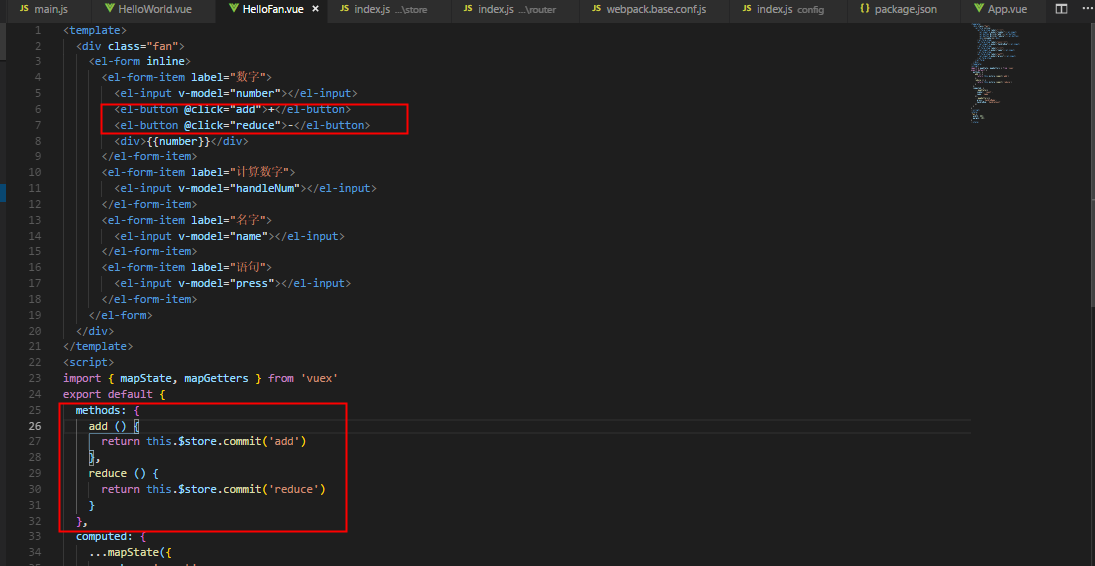 main.js HelloWorld.vue HelloFan.vue × index.js ...\store index.js ...\router webpack.base.conf.js index.js config {} package.json App.vue ...
1 <template>
2 <div class="fan">
3 <el-form inline>
4 <el-form-item label="数字">
5 <el-input v-model="number"></el-input>
6 <el-button @click="add">+</el-button>
7 <el-button @click="reduce">-</el-button>
8 <div>{{number}}</div>
9 </el-form-item>
10 <el-form-item label="计算数字">
11 <el-input v-model="handleNum"></el-input>
12 </el-form-item>
13 <el-form-item label="名字">
14 <el-input v-model="name"></el-input>
15 </el-form-item>
16 <el-form-item label="语句">
17 <el-input v-model="press"></el-input>
18 </el-form-item>
19 </el-form>
20 </div>
21 </template>
22 <script>
23 import { mapState, mapGetters } from 'vuex'
24 export default {
25 methods: {
26 add () {
27 return this.$store.commit('add')
28 },
29 reduce () {
30 return this.$store.commit('reduce')
31 }
32 },
33 computed: {
34 ...mapState({